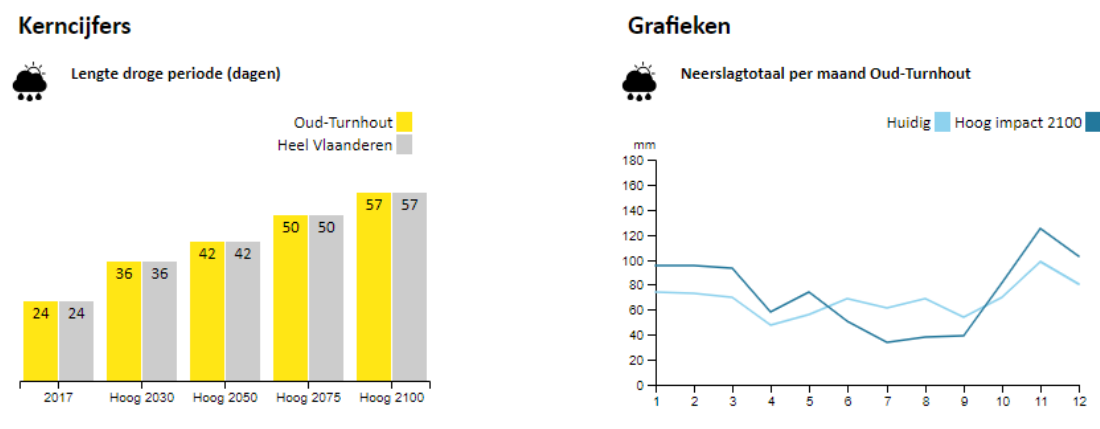 Kerncijfers
Lengte droge periode (dagen)
Oud-Turnhout
Heel Vlaanderen
24 24 36 36 42 42 50 50 57 57
2017 Hoog 2030 Hoog 2050 Hoog 2075 Hoog 2100
Grafieken
Neerslagtotaal per maand Oud-Turnhout
Huidig Hoog impact 2100
mm
180
160
140
120
100
80
60
40
20
0
1 2 3 4 5 6 7 8 9 10 11 12